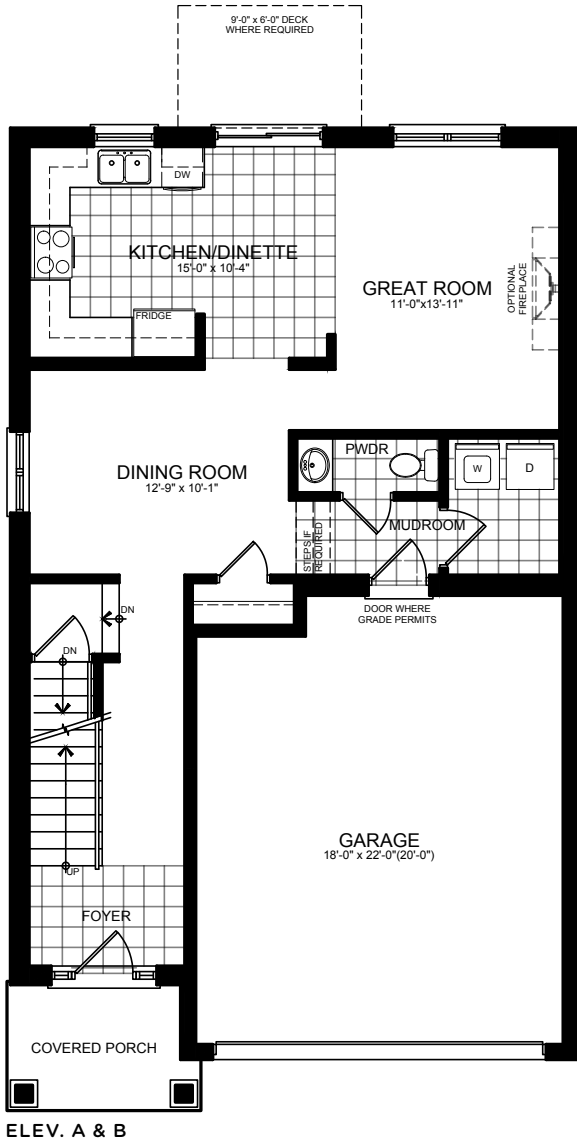 9'-0" x 6'-0" DECK
WHERE REQUIRED
DW
KITCHEN/DINETTE
15'-0" x 10'-4"
GREAT ROOM
11'-0"x13'-11"
OPTIONAL
FIREPLACE
FRIDGE
DINING ROOM
12'-9" x 10'-1"
PWDR
W
D
MUDROOM
STEPS IF
REQUIRED
DOOR WHERE
GRADE PERMITS
DN
DN
GARAGE
18'-0" x 22'-0"(20'-0")
UP
FOYER
COVERED PORCH
ELEV. A & B